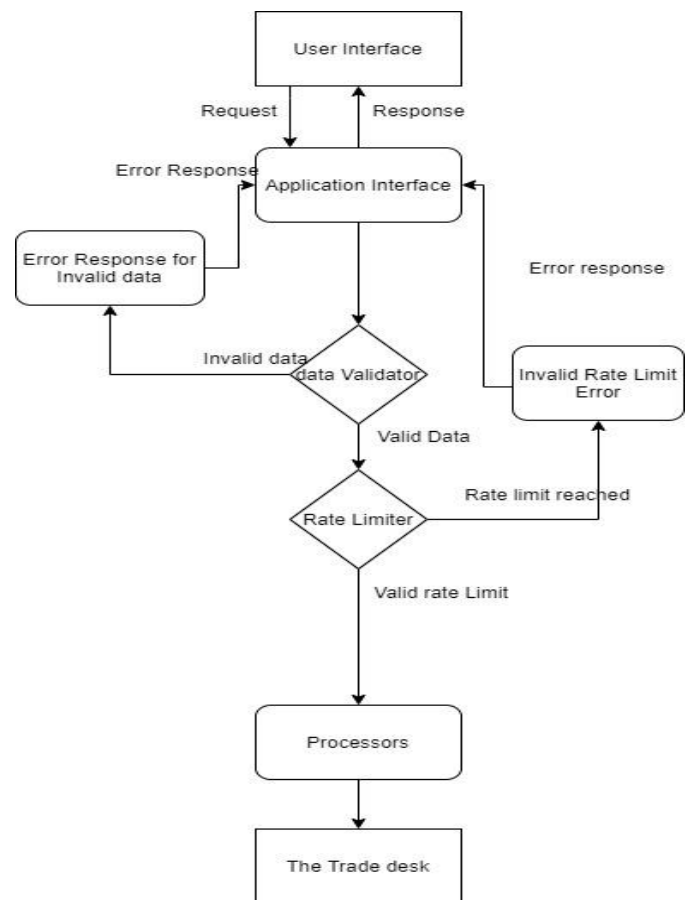 User Interface
Request
Response
Error Response
Application Interface
Error Response for
Invalid data
Error response
Invalid data
data Validator
Invalid Rate Limit
Error
Valid Data
Rate limit reached
Rate Limiter
Valid rate Limit
Processors
The Trade desk